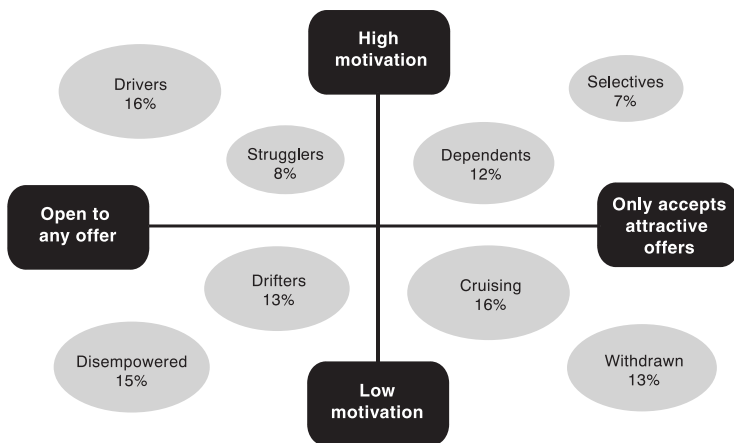 High
motivation
Drivers
16%
Selectives
7%
Strugglers
8%
Dependents
12%
Open to
any offer
Only accepts
attractive
offers
Drifters
13%
Cruising
16%
Disempowered
15%
Withdrawn
13%
Low
motivation